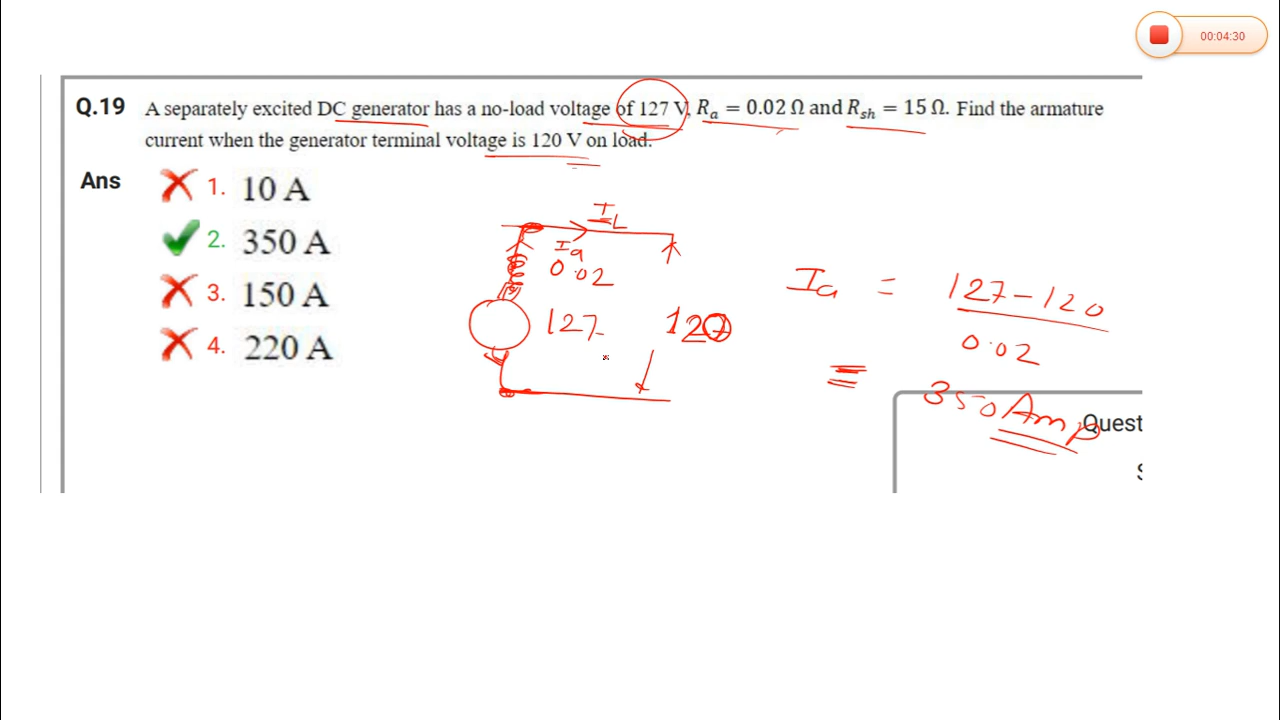 00:04:30
Q.19 A separately excited DC generator has a no-load voltage of 127 V, Rₐ = 0.02 Ω and Rₛₕ = 15 Ω. Find the armature
current when the generator terminal voltage is 120 V on load.
Ans
1. 10 A
2. 350 A
3. 150 A
4. 220 A
I_L
Iₐ
0.02
127
120
Iₐ = 127-120
0.02
= 350 Amp
Quest